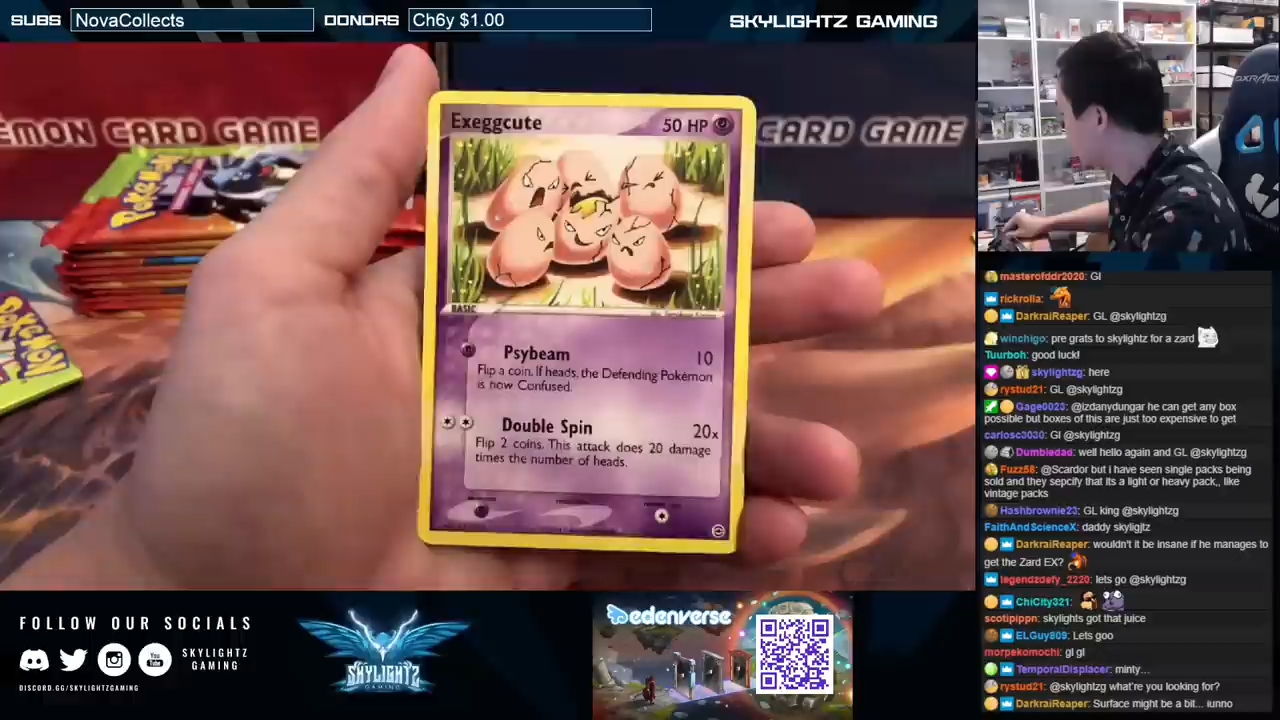 SUBS NovaCollects DONORS Ch6y $1.00 SKYLIGHTZ GAMING
EMON CARD GAME
CARD GAME
Pokémon
POKÉMON
Exeggcute 50 HP
BASIC
Psybeam 10
Flip a coin. If heads, the Defending Pokémon
is now Confused.
Double Spin 20x
Flip 2 coins. This attack does 20 damage
times the number of heads.
masterofddr2020: Gl
rickrolla:
DarkraiReaper: GL @skylightzg
winchigo: pre grats to skylightz for a zard
Tuurboh: good luck!
skylightzg: here
rystud21: GL @skylightzg
Gage0023: @izdanydungar he can get any box
possible but boxes of this are just too expensive to get
carlosc3030: Gl @skylightzg
Dumbledad: well hello again and GL @skylightzg
Fuzz58: @Scardor but i have seen single packs being
sold and they sepcify that its a light or heavy pack,. like
vintage packs
Hashbrownie23: GL king @skylightzg
FaithAndScienceX: daddy skyligjtz
DarkraiReaper: wouldn't it be insane if he manages to
get the Zard EX?
legendzdefy_2220: lets go @skylightzg
ChiCity321:
scotipippn: skylights got that juice
ELGuy809: Lets goo
morpekomochi: gl gl
TemporalDisplacer: minty...
rystud21: @skylightzg what're you looking for?
DarkraiReaper: Surface might be a bit... iunno
FOLLOW OUR SOCIALS
SKYLIGHTZ
GAMING
You
Tube
DISCORD.GG/SKYLIGHTZGAMING
SKYLIGHTZ
GAMING
edenverse